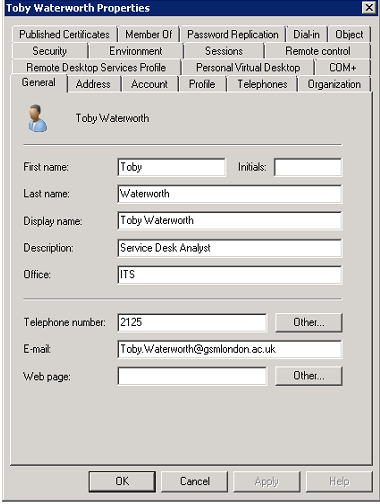 Toby Waterworth Properties
Published Certificates Member Of Password Replication Dial-in Object
Security Environment Sessions Remote control
Remote Desktop Services Profile Personal Virtual Desktop COM+
General Address Account Profile Telephones Organization
Toby Waterworth
First name: Toby Initials:
Last name: Waterworth
Display name: Toby Waterworth
Description: Service Desk Analyst
Office: ITS
Telephone number: 2125 Other...
E-mail: Toby.Waterworth@gsmlondon.ac.uk
Web page: Other...
OK Cancel Apply Help